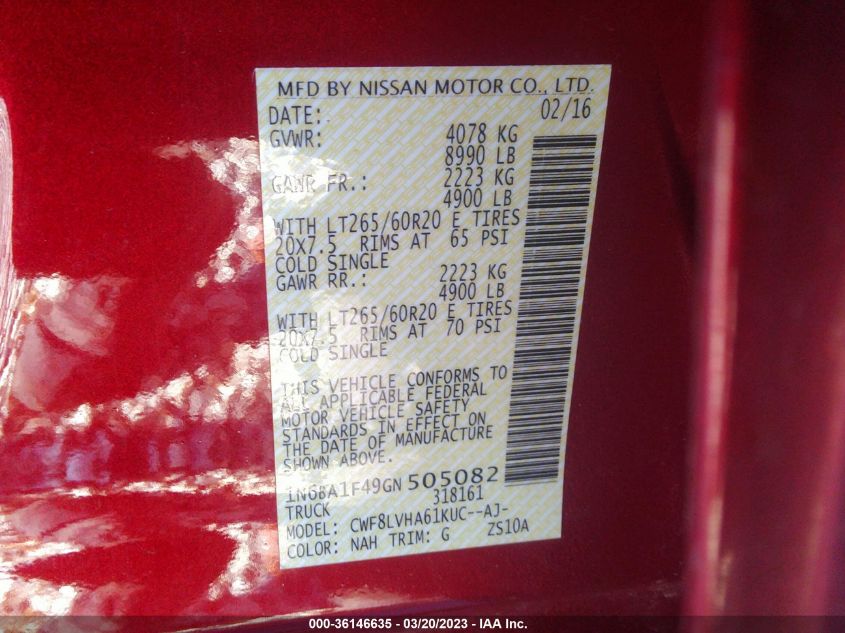 MFD BY NISSAN MOTOR CO., LTD.
DATE: 02/16
GVWR: 4078 KG
8990 LB
GAWR FR.: 2223 KG
4900 LB
WITH LT265/60R20 E TIRES
20X7.5 RIMS AT 65 PSI
COLD SINGLE
GAWR RR.: 2223 KG
4900 LB
WITH LT265/60R20 E TIRES
20X7.5 RIMS AT 70 PSI
COLD SINGLE
THIS VEHICLE CONFORMS TO
ALL APPLICABLE FEDERAL
MOTOR VEHICLE SAFETY
STANDARDS IN EFFECT ON
THE DATE OF MANUFACTURE
SHOWN ABOVE.
1N6BA1F49GN505082
318161
TRUCK
MODEL: CWF8LVHA61KUC--AJ-
COLOR: NAH TRIM: G ZS10A
000-36146635 - 03/20/2023 - IAA Inc.